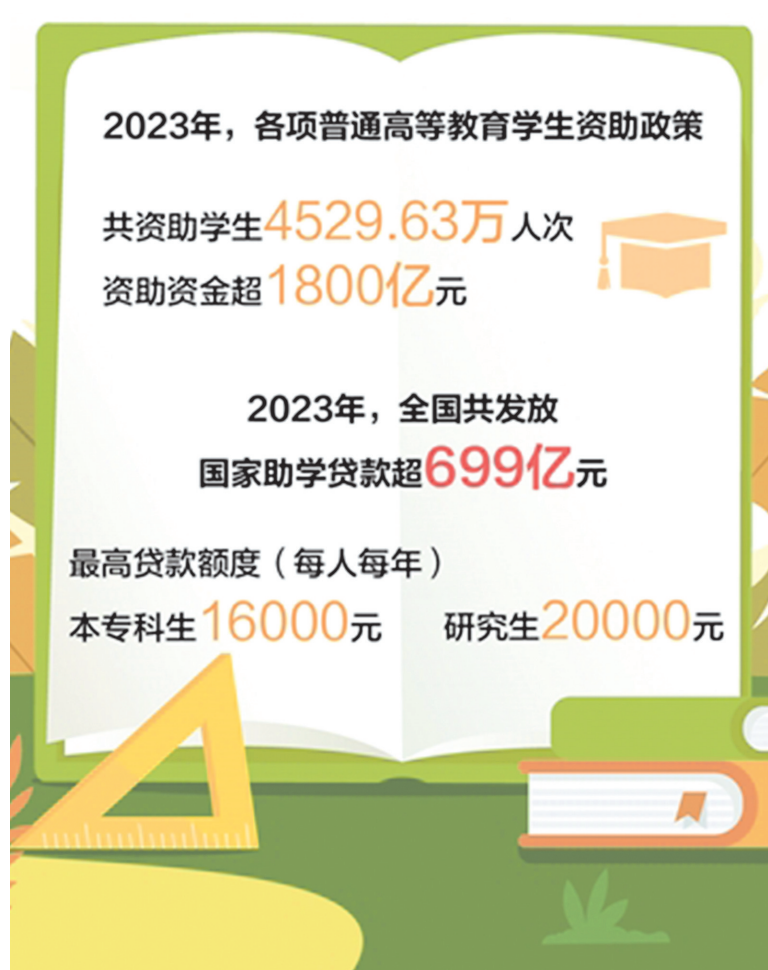 2023年，各项普通高等教育学生资助政策
共资助学生4529.63万人次
资助资金超1800亿元
2023年，全国共发放
国家助学贷款超699亿元
最高贷款额度（每人每年）
本专科生16000元 研究生20000元